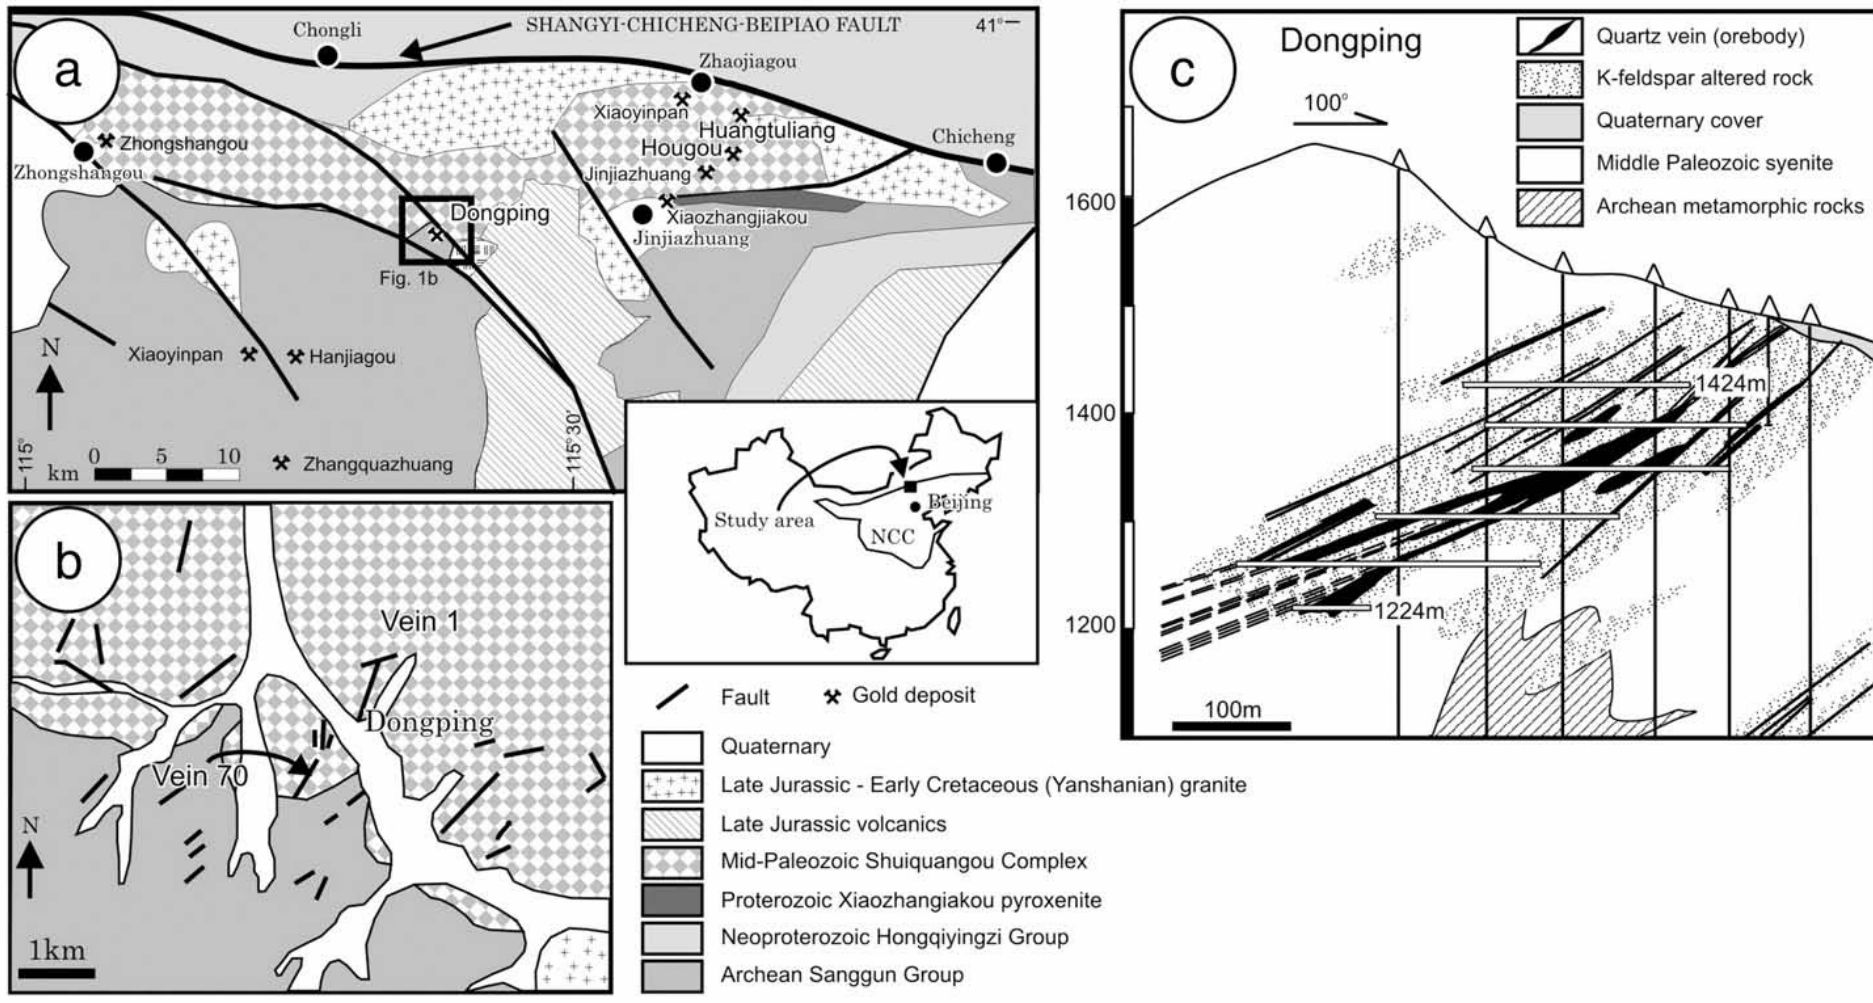 a
Chongli
SHANGYI-CHICHENG-BEIPIAO FAULT
41°
Zhaojiagou
Xiaoyinpan
Huangtuliang
Chicheng
Zhongshangou
Hougou
Zhongshangou
Jinjiazhuang
Dongping
Xiaozhangjiakou
Jinjiazhuang
Fig. 1b
N
Xiaoyinpan
Hanjiagou
115°
0 5 10
km
Zhangquazhuang
115°30'
Study area
Beijing
NCC
b
Vein 1
Dongping
Vein 70
N
1km
Fault
Gold deposit
Quaternary
Late Jurassic - Early Cretaceous (Yanshanian) granite
Late Jurassic volcanics
Mid-Paleozoic Shuiquangou Complex
Proterozoic Xiaozhangiakou pyroxenite
Neoproterozoic Hongqiyingzi Group
Archean Sanggun Group
c
Dongping
Quartz vein (orebody)
K-feldspar altered rock
Quaternary cover
Middle Paleozoic syenite
Archean metamorphic rocks
100°
1600
1424m
1400
1224m
1200
100m